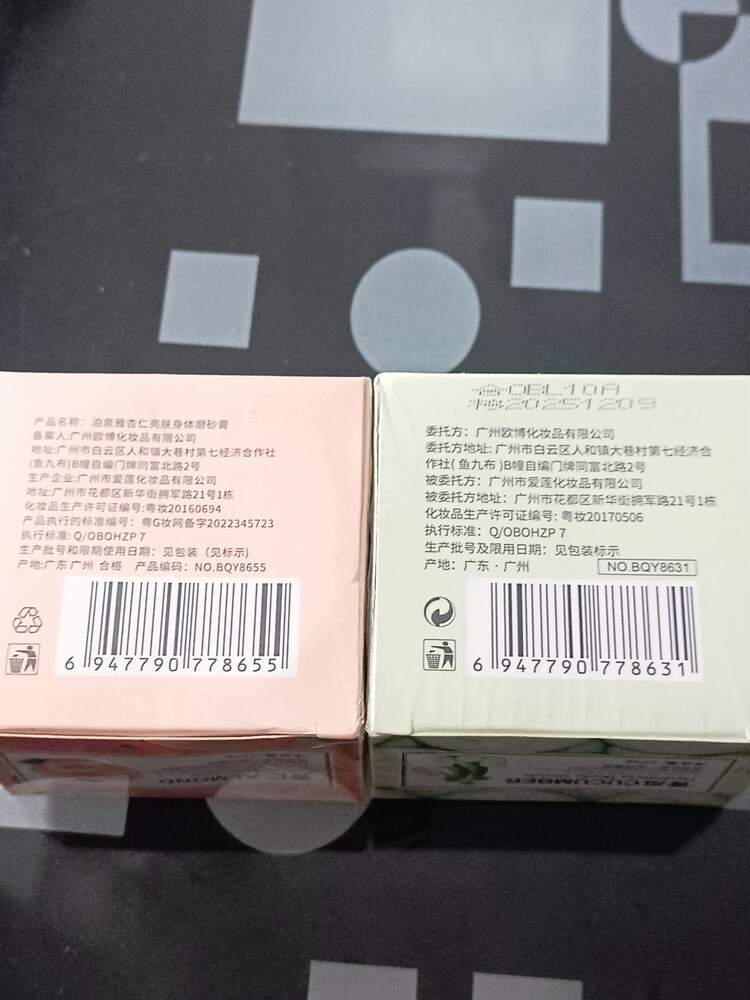 产品名称：泊泉雅杏仁亮肤身体磨砂膏
备案人:广州欧博化妆品有限公司
地址:广州市白云区人和镇大巷村第七经济合作社
(鱼九布)B幢自编门牌同富北路2号
生产企业:广州市爱莲化妆品有限公司
地址:广州市花都区新华街拥军路21号1栋
化妆品生产许可证编号:粤妆20160694
产品执行的标准编号：粤G妆网备字2022345723
执行标准: Q/OBOHZP 7
生产批号和限期使用日期：见包装（见标示）
产地:广东 广州 合格 产品编码：NO.BQY8655
6 947790 778655
ALMOND
OBL10A
20251209
委托方：广州欧博化妆品有限公司
委托方地址: 广州市白云区人和镇大巷村第七经济合
作社( 鱼九布 )B幢自编门牌同富北路2号
被委托方：广州市爱莲化妆品有限公司
被委托方地址：广州市花都区新华街拥军路21号1栋
化妆品生产许可证编号: 粤妆20170506
执行标准：Q/OBOHZP 7
生产批号及限用日期：见包装标示
产地：广东 · 广州 NO.BQY8631
6 947790 778631
CUCUMBER